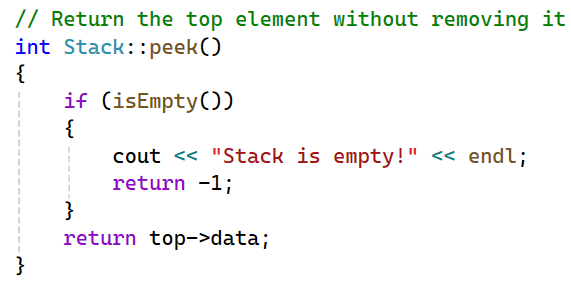 // Return the top element without removing it
int Stack::peek()
{
    if (isEmpty())
    {
        cout << "Stack is empty!" << endl;
        return -1;
    }
    return top->data;
}